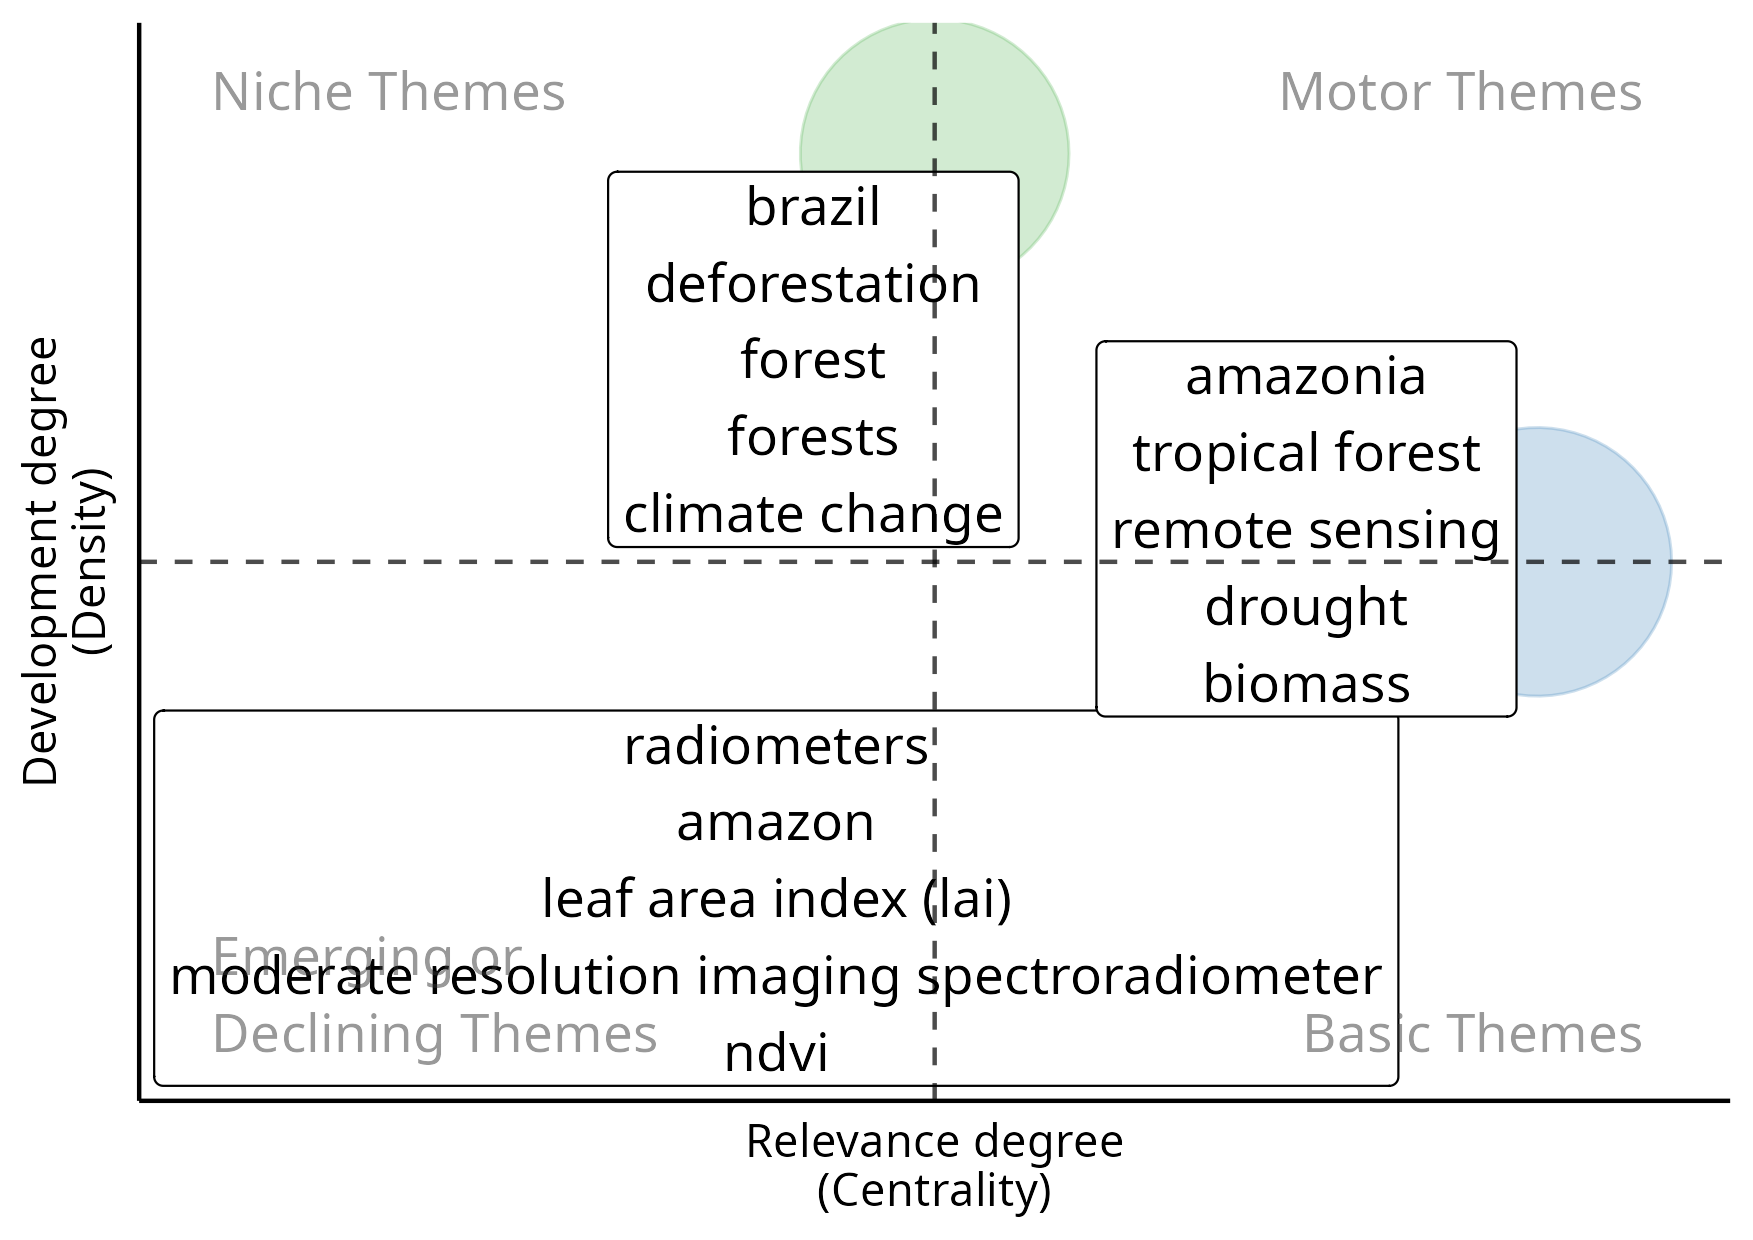 Niche Themes
Motor Themes
brazil
deforestation
forest
forests
climate change
amazonia
tropical forest
remote sensing
drought
biomass
Development degree
(Density)
radiometers
amazon
leaf area index (lai)
moderate resolution imaging spectroradiometer
ndvi
Emerging or
Declining Themes
Basic Themes
Relevance degree
(Centrality)